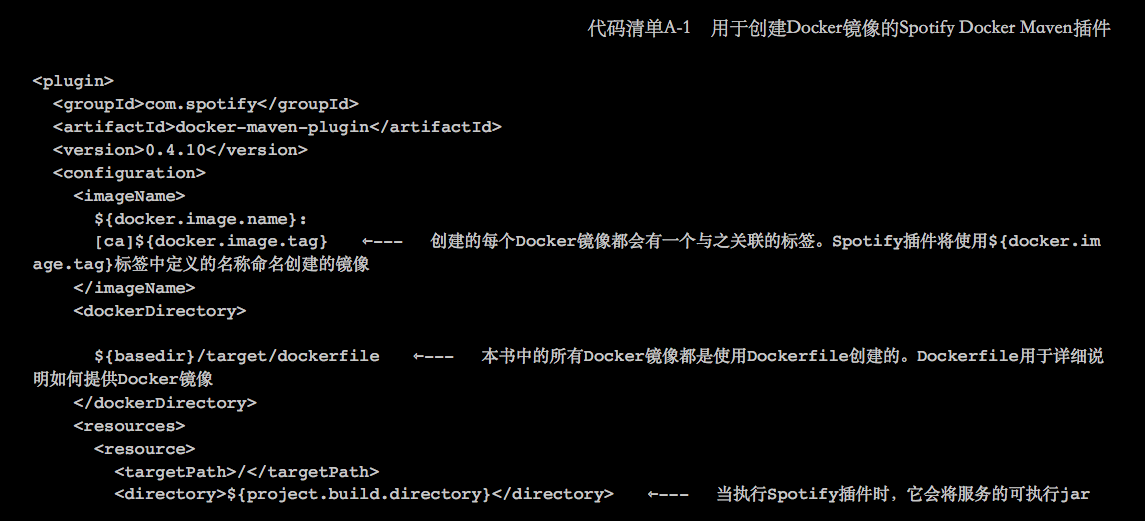 代码清单A-1 用于创建Docker镜像的Spotify Docker Maven插件
<plugin>
<groupId>com.spotify</groupId>
<artifactId>docker-maven-plugin</artifactId>
<version>0.4.10</version>
<configuration>
<imageName>
${docker.image.name}:
[ca]${docker.image.tag} ←--- 创建的每个Docker镜像都会有一个与之关联的标签。Spotify插件将使用${docker.im
age.tag}标签中定义的名称命名创建的镜像
</imageName>
<dockerDirectory>
${basedir}/target/dockerfile ←--- 本书中的所有Docker镜像都是使用Dockerfile创建的。Dockerfile用于详细说
明如何提供Docker镜像
</dockerDirectory>
<resources>
<resource>
<targetPath>/</targetPath>
<directory>${project.build.directory}</directory> ←--- 当执行Spotify插件时，它会将服务的可执行jar